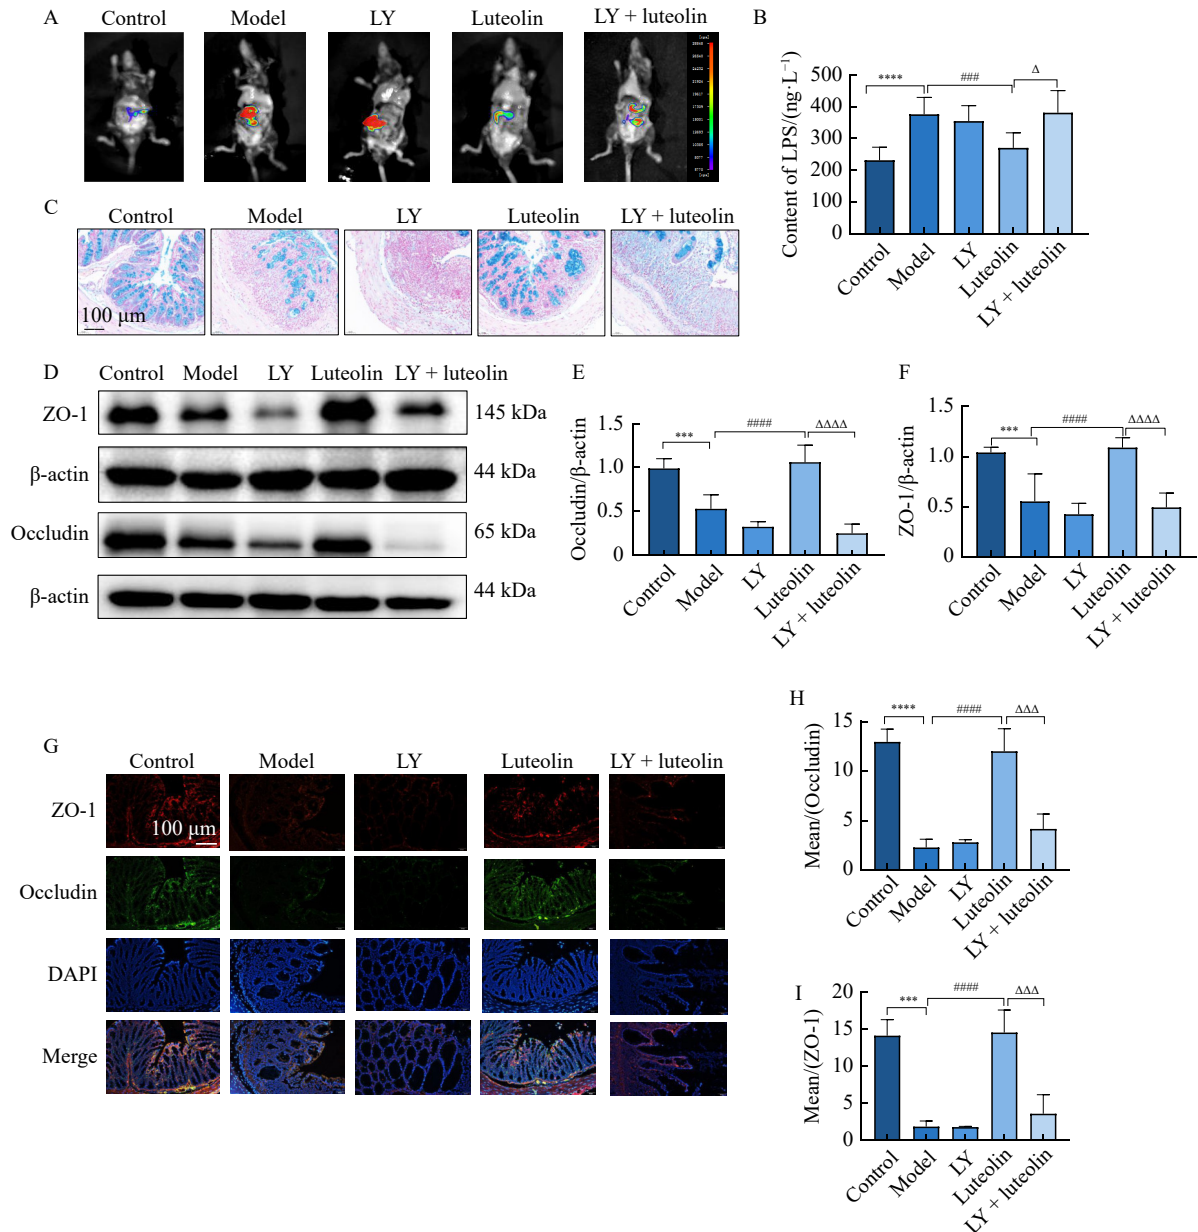 A
Control
Model
LY
Luteolin
LY + luteolin
B
Content of LPS/(ng·L⁻¹)
500
400
300
200
100
0
****
###
Δ
Control
Model
LY
Luteolin
LY + luteolin
C
Control
Model
LY
Luteolin
LY + luteolin
100 μm
D
Control
Model
LY
Luteolin
LY + luteolin
ZO-1
145 kDa
β-actin
44 kDa
Occludin
65 kDa
β-actin
44 kDa
E
Occludin/β-actin
1.5
1.0
0.5
0
***
####
ΔΔΔΔ
Control
Model
LY
Luteolin
LY + luteolin
F
ZO-1/β-actin
1.5
1.0
0.5
0
***
####
ΔΔΔΔ
Control
Model
LY
Luteolin
LY + luteolin
G
Control
Model
LY
Luteolin
LY + luteolin
ZO-1
100 μm
Occludin
DAPI
Merge
H
Mean/(Occludin)
15
10
5
0
****
####
ΔΔΔ
Control
Model
LY
Luteolin
LY + luteolin
I
Mean/(ZO-1)
20
15
10
5
0
***
####
ΔΔΔ
Control
Model
LY
Luteolin
LY + luteolin